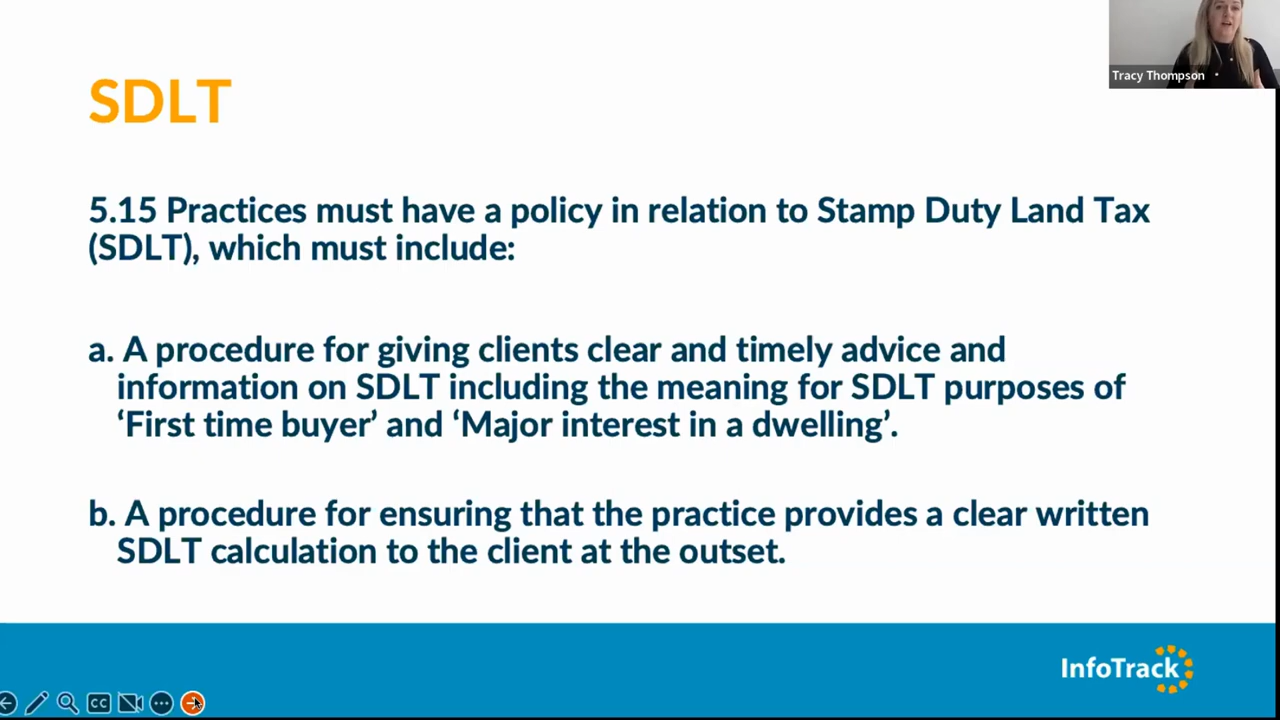 Tracy Thompson
SDLT
5.15 Practices must have a policy in relation to Stamp Duty Land Tax
(SDLT), which must include:
a. A procedure for giving clients clear and timely advice and
information on SDLT including the meaning for SDLT purposes of
‘First time buyer’ and ‘Major interest in a dwelling’.
b. A procedure for ensuring that the practice provides a clear written
SDLT calculation to the client at the outset.
InfoTrack
CC